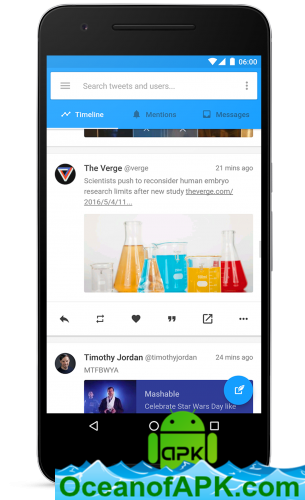 06:00
Search tweets and users...
Timeline Mentions Messages
The Verge @verge 21 mins ago
Scientists push to reconsider human embryo
research limits after new study theverge.com/
2016/5/4/11...
Timothy Jordan @timothyjordan 24 mins ago
MTFBWYA
Mashable
Celebrate Star Wars Day like
apk
OceanofAPK.com